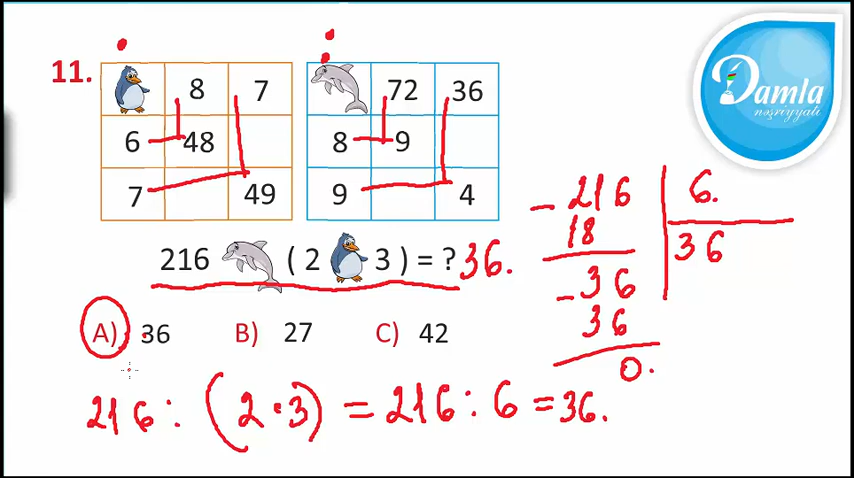 11.
8 7
6 48
7 49
72 36
8 9
9 4
216 ( 2 3 ) = ? 36.
A) 36 B) 27 C) 42
216 : ( 2 · 3 ) = 216 : 6 = 36.
- 216 6.
18 36
- 36
36
0.
Damla
nəşriyyatı